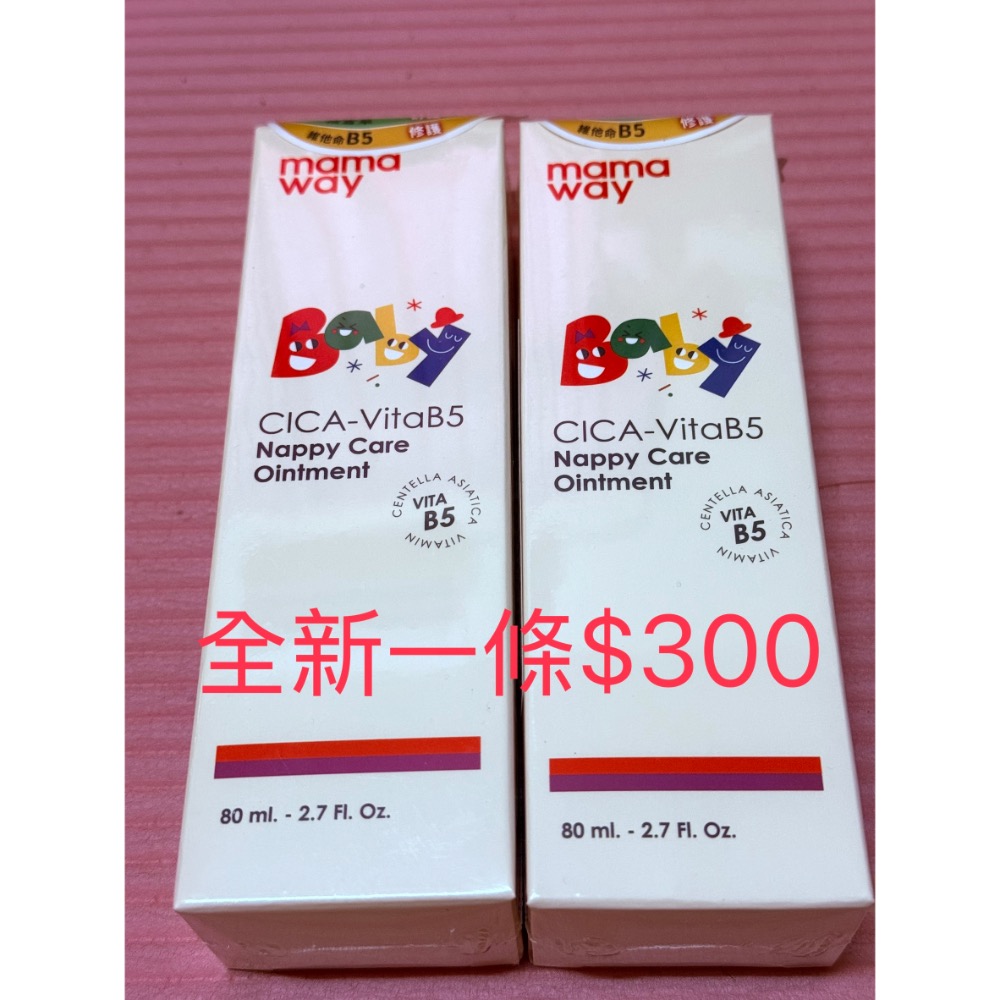 維他命B5 修護
mama
way
Baby
CICA-VitaB5
Nappy Care
Ointment
CENTELLA ASIATICA VITAMIN
VITA
B5
80 ml. - 2.7 Fl. Oz.
維他命B5 修護
mama
way
Baby
CICA-VitaB5
Nappy Care
Ointment
CENTELLA ASIATICA VITAMIN
VITA
B5
80 ml. - 2.7 Fl. Oz.
全新一條$300